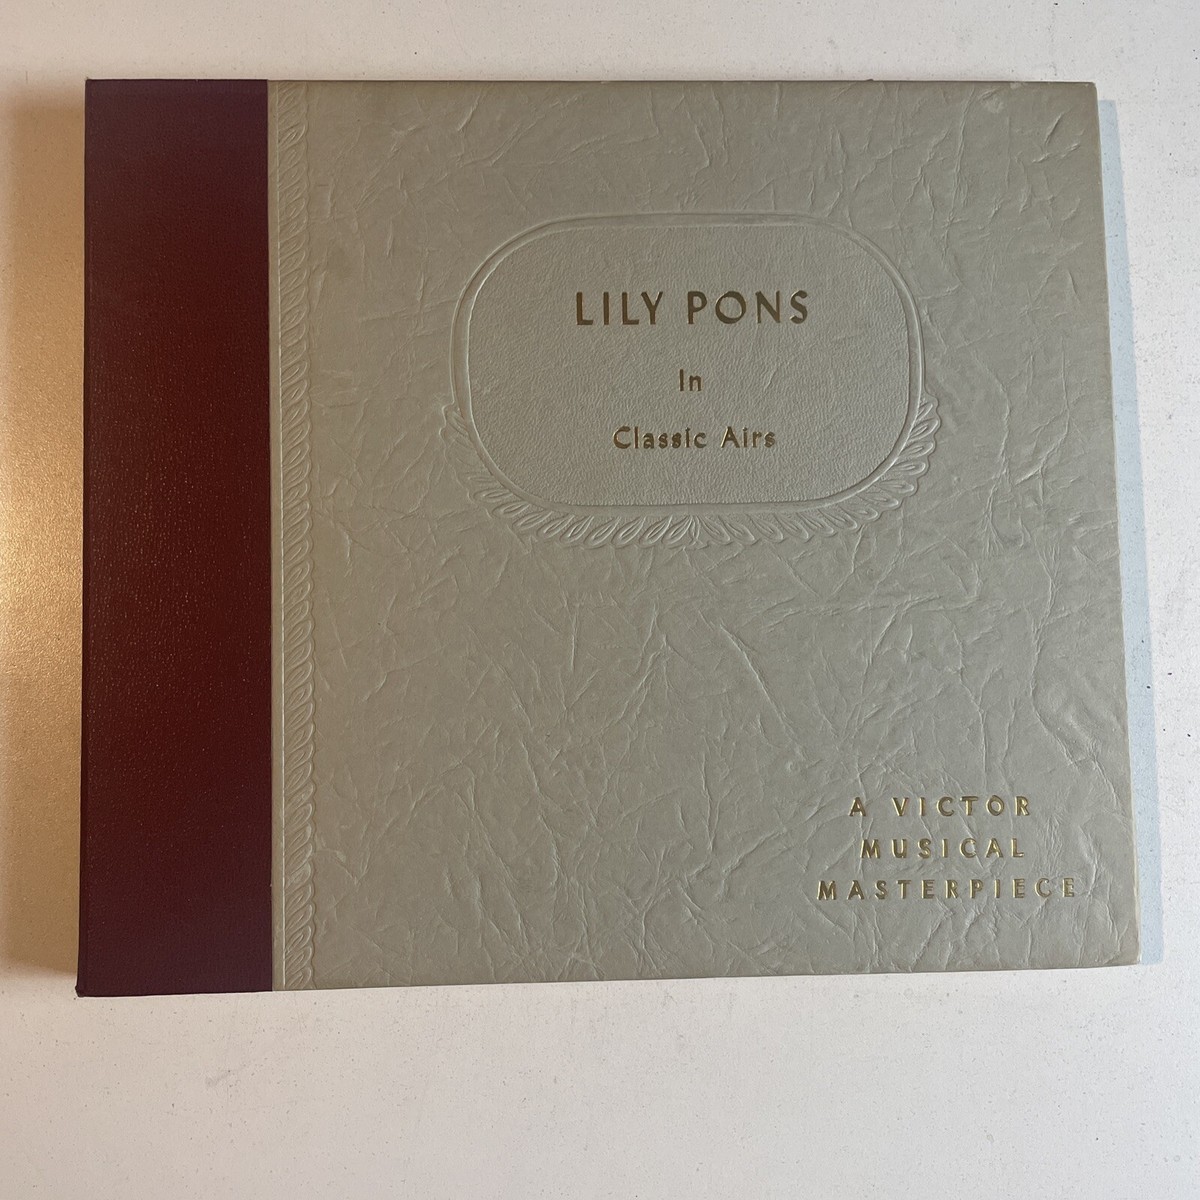 LILY PONS
In
Classic Airs
A VICTOR
MUSICAL
MASTERPIECE